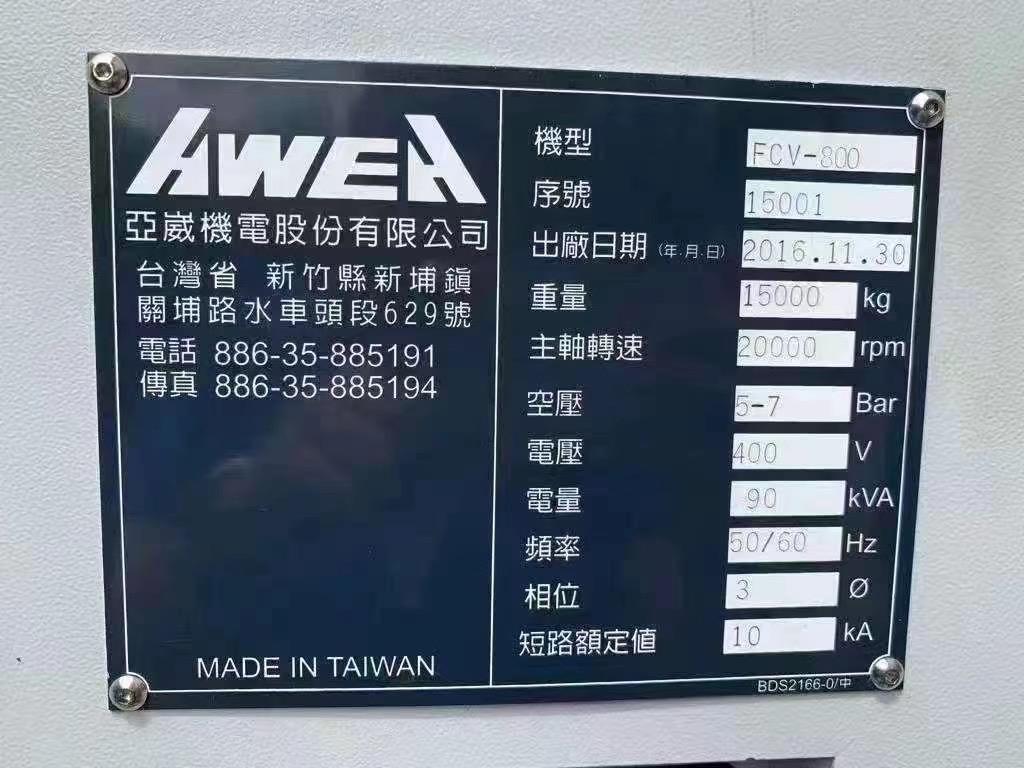 AWEA
亞崴機電股份有限公司
台灣省 新竹縣新埔鎮
關埔路水車頭段629號
電話 886-35-885191
傳真 886-35-885194
MADE IN TAIWAN
機型 FCV-800
序號 15001
出廠日期 (年.月.日) 2016.11.30
重量 15000 kg
主軸轉速 20000 rpm
空壓 5-7 Bar
電壓 400 V
電量 90 kVA
頻率 50/60 Hz
相位 3 Ø
短路額定值 10 kA
BDS2166-0/中